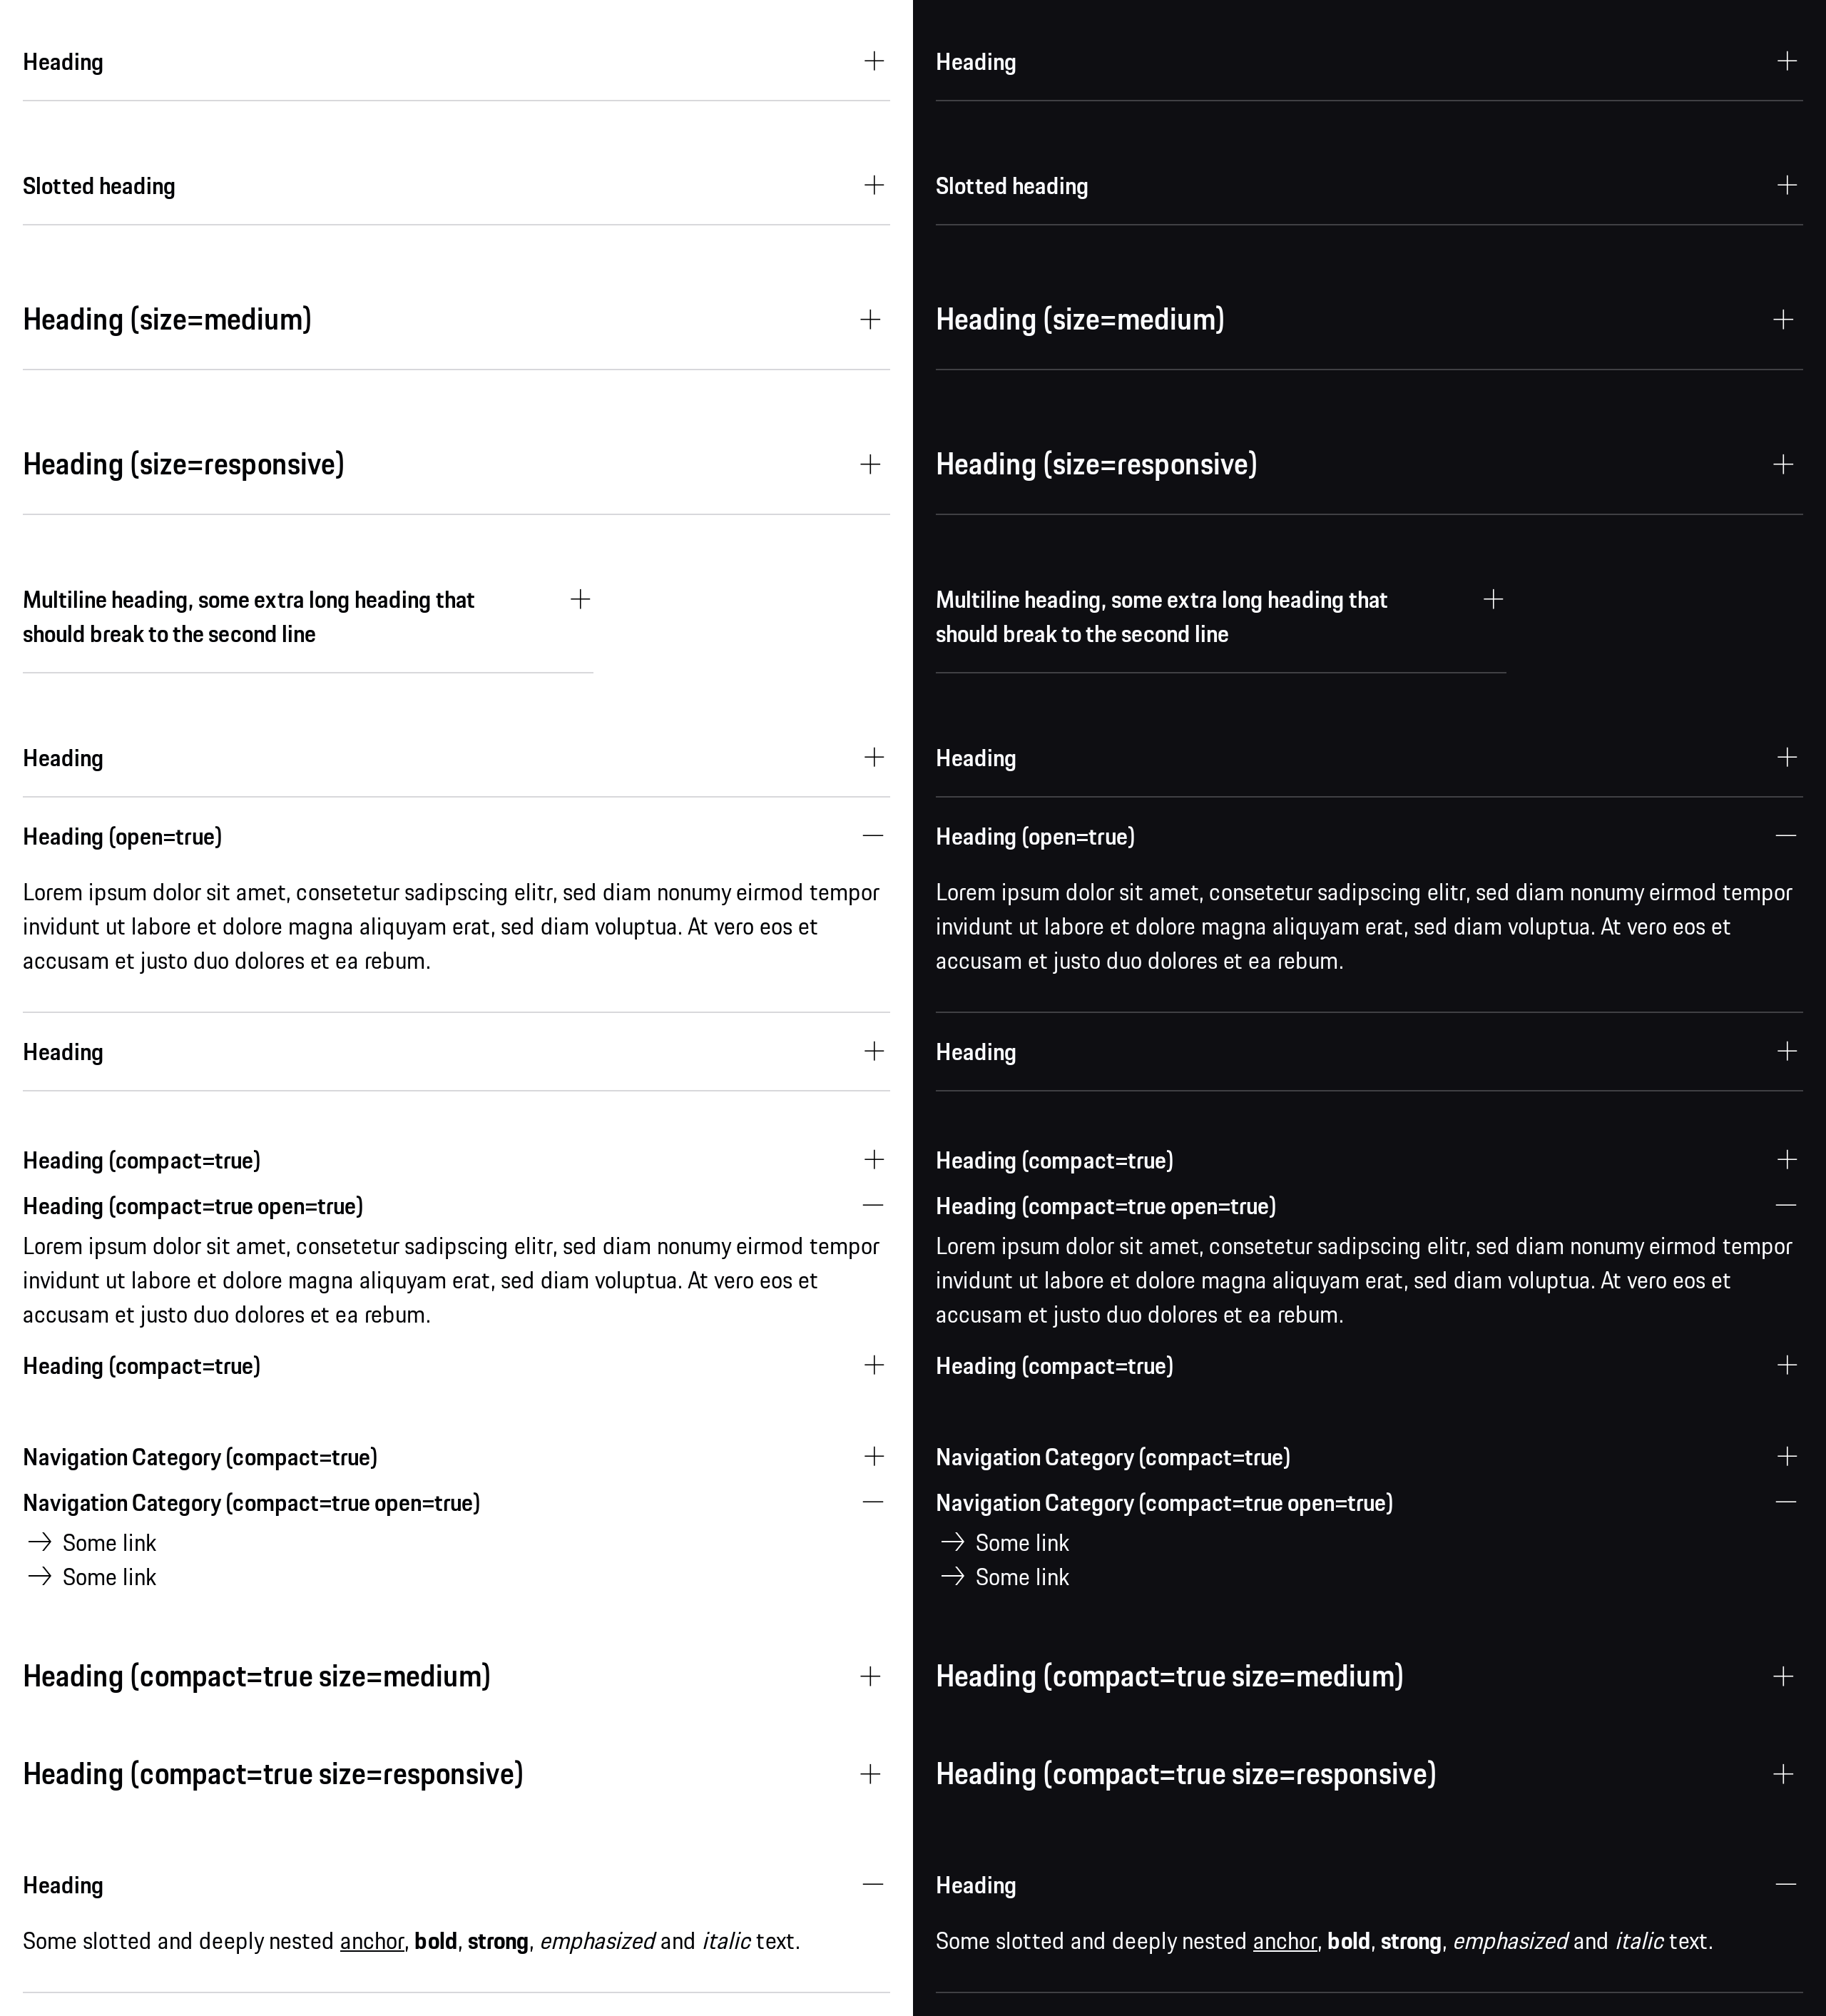 Heading
Slotted heading
Heading (size=medium)
Heading (size=responsive)
Multiline heading, some extra long heading that
should break to the second line
Heading
Heading (open=true)
Lorem ipsum dolor sit amet, consetetur sadipscing elitr, sed diam nonumy eirmod tempor
invidunt ut labore et dolore magna aliquyam erat, sed diam voluptua. At vero eos et
accusam et justo duo dolores et ea rebum.
Heading
Heading (compact=true)
Heading (compact=true open=true)
Lorem ipsum dolor sit amet, consetetur sadipscing elitr, sed diam nonumy eirmod tempor
invidunt ut labore et dolore magna aliquyam erat, sed diam voluptua. At vero eos et
accusam et justo duo dolores et ea rebum.
Heading (compact=true)
Navigation Category (compact=true)
Navigation Category (compact=true open=true)
Some link
Some link
Heading (compact=true size=medium)
Heading (compact=true size=responsive)
Heading
Some slotted and deeply nested anchor, bold, strong, emphasized and italic text.
Heading
Slotted heading
Heading (size=medium)
Heading (size=responsive)
Multiline heading, some extra long heading that
should break to the second line
Heading
Heading (open=true)
Lorem ipsum dolor sit amet, consetetur sadipscing elitr, sed diam nonumy eirmod tempor
invidunt ut labore et dolore magna aliquyam erat, sed diam voluptua. At vero eos et
accusam et justo duo dolores et ea rebum.
Heading
Heading (compact=true)
Heading (compact=true open=true)
Lorem ipsum dolor sit amet, consetetur sadipscing elitr, sed diam nonumy eirmod tempor
invidunt ut labore et dolore magna aliquyam erat, sed diam voluptua. At vero eos et
accusam et justo duo dolores et ea rebum.
Heading (compact=true)
Navigation Category (compact=true)
Navigation Category (compact=true open=true)
Some link
Some link
Heading (compact=true size=medium)
Heading (compact=true size=responsive)
Heading
Some slotted and deeply nested anchor, bold, strong, emphasized and italic text.